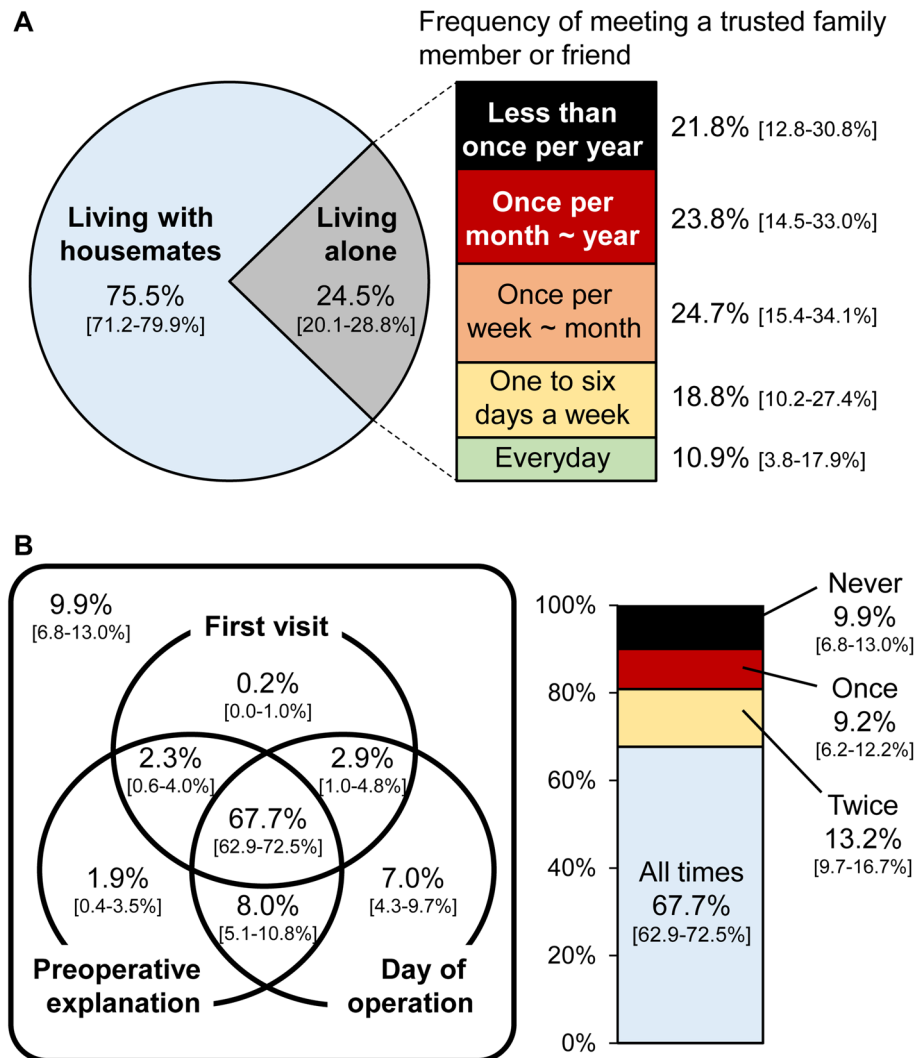 A
Frequency of meeting a trusted family
member or friend
Living with
housemates
75.5%
[71.2-79.9%]
Living
alone
24.5%
[20.1-28.8%]
Less than
once per year
21.8% [12.8-30.8%]
Once per
month ~ year
23.8% [14.5-33.0%]
Once per
week ~ month
24.7% [15.4-34.1%]
One to six
days a week
18.8% [10.2-27.4%]
Everyday
10.9% [3.8-17.9%]
B
9.9%
[6.8-13.0%]
First visit
0.2%
[0.0-1.0%]
2.3%
[0.6-4.0%]
2.9%
[1.0-4.8%]
67.7%
[62.9-72.5%]
1.9%
[0.4-3.5%]
8.0%
[5.1-10.8%]
7.0%
[4.3-9.7%]
Preoperative
explanation
Day of
operation
100%
80%
60%
40%
20%
0%
Never
9.9%
[6.8-13.0%]
Once
9.2%
[6.2-12.2%]
Twice
13.2%
[9.7-16.7%]
All times
67.7%
[62.9-72.5%]